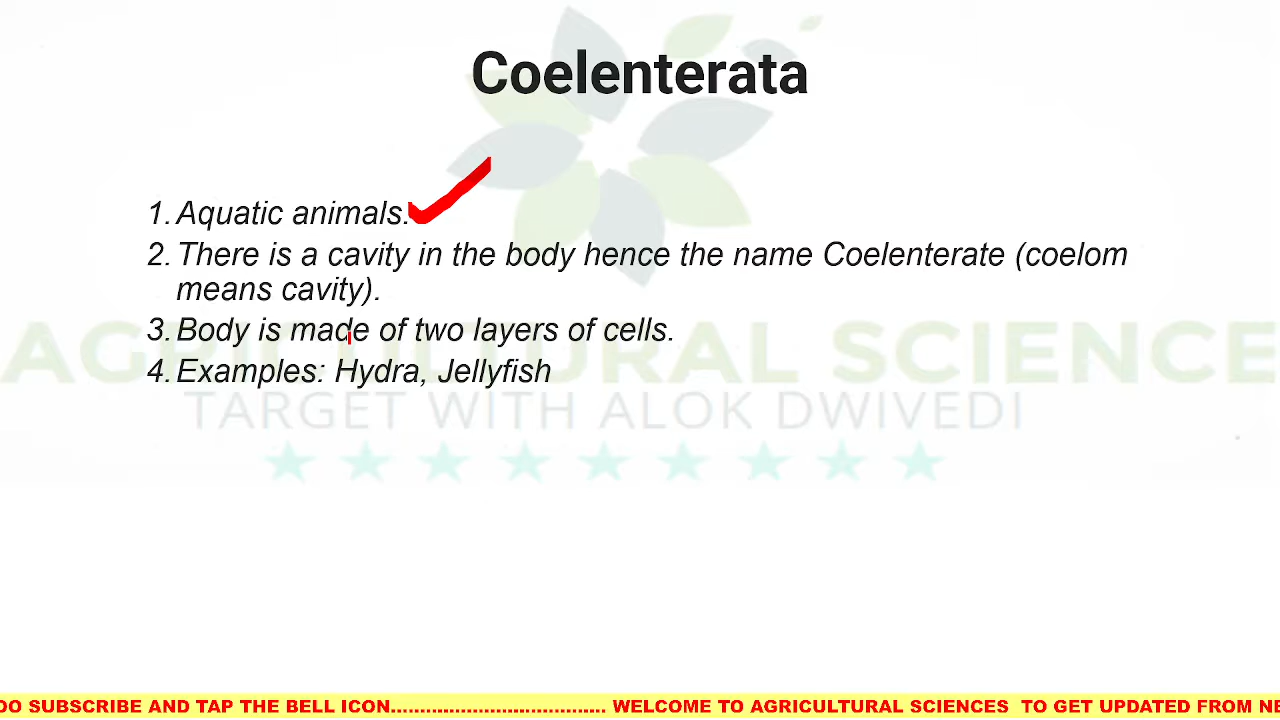 Coelenterata
1. Aquatic animals.
2. There is a cavity in the body hence the name Coelenterate (coelom
means cavity).
3. Body is made of two layers of cells.
4. Examples: Hydra, Jellyfish
AGRICULTURAL SCIENCE
TARGET WITH ALOK DWIVEDI
DO SUBSCRIBE AND TAP THE BELL ICON..................................... WELCOME TO AGRICULTURAL SCIENCES TO GET UPDATED FROM NE